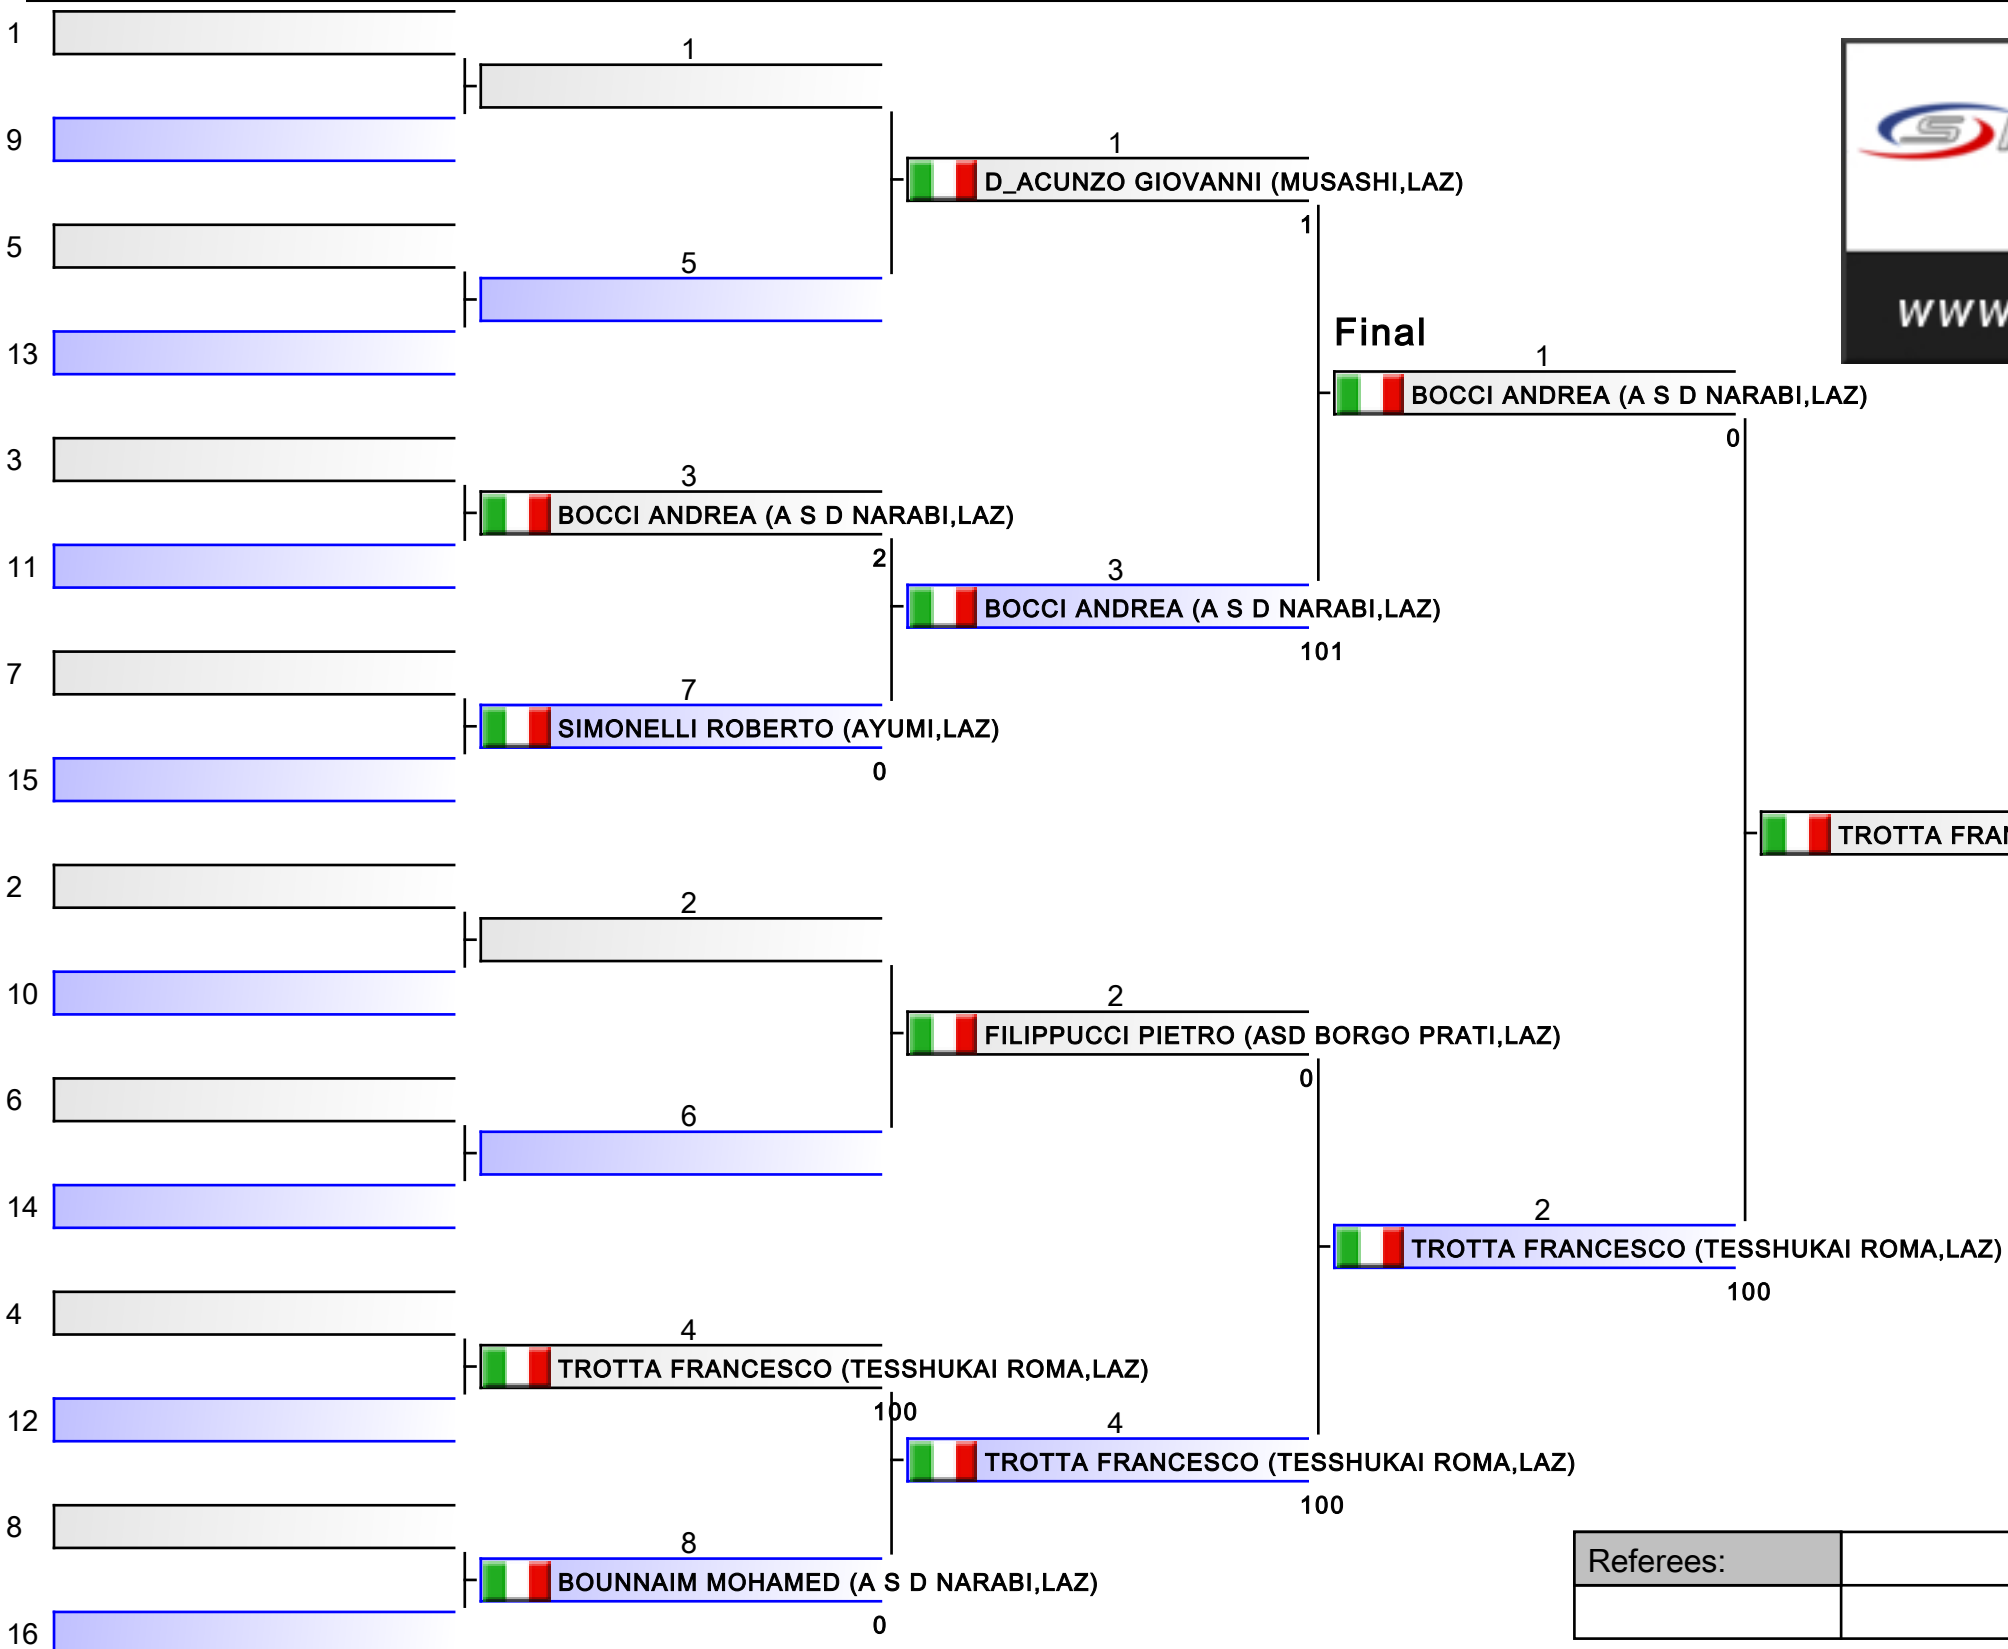 1
1
9
1
D_ACUNZO GIOVANNI (MUSASHI,LAZ)
1
5
5
13
Final
1
BOCCI ANDREA (A S D NARABI,LAZ)
0
www
3
3
BOCCI ANDREA (A S D NARABI,LAZ)
2
11
3
BOCCI ANDREA (A S D NARABI,LAZ)
101
7
7
SIMONELLI ROBERTO (AYUMI,LAZ)
0
15
TROTTA FRAN
2
2
10
2
FILIPPUCCI PIETRO (ASD BORGO PRATI,LAZ)
0
6
6
14
2
TROTTA FRANCESCO (TESSHUKAI ROMA,LAZ)
100
4
4
TROTTA FRANCESCO (TESSHUKAI ROMA,LAZ)
100
12
4
TROTTA FRANCESCO (TESSHUKAI ROMA,LAZ)
100
8
8
BOUNNAIM MOHAMED (A S D NARABI,LAZ)
0
16
Referees: